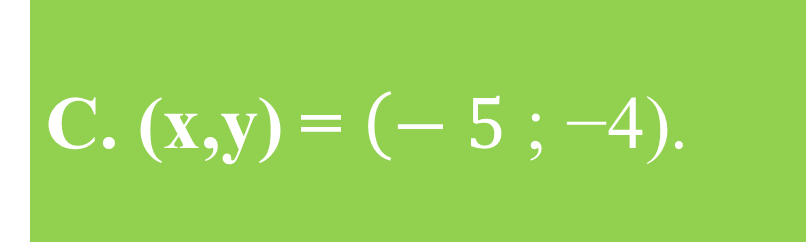 C. (x,y) = (− 5 ; −4).